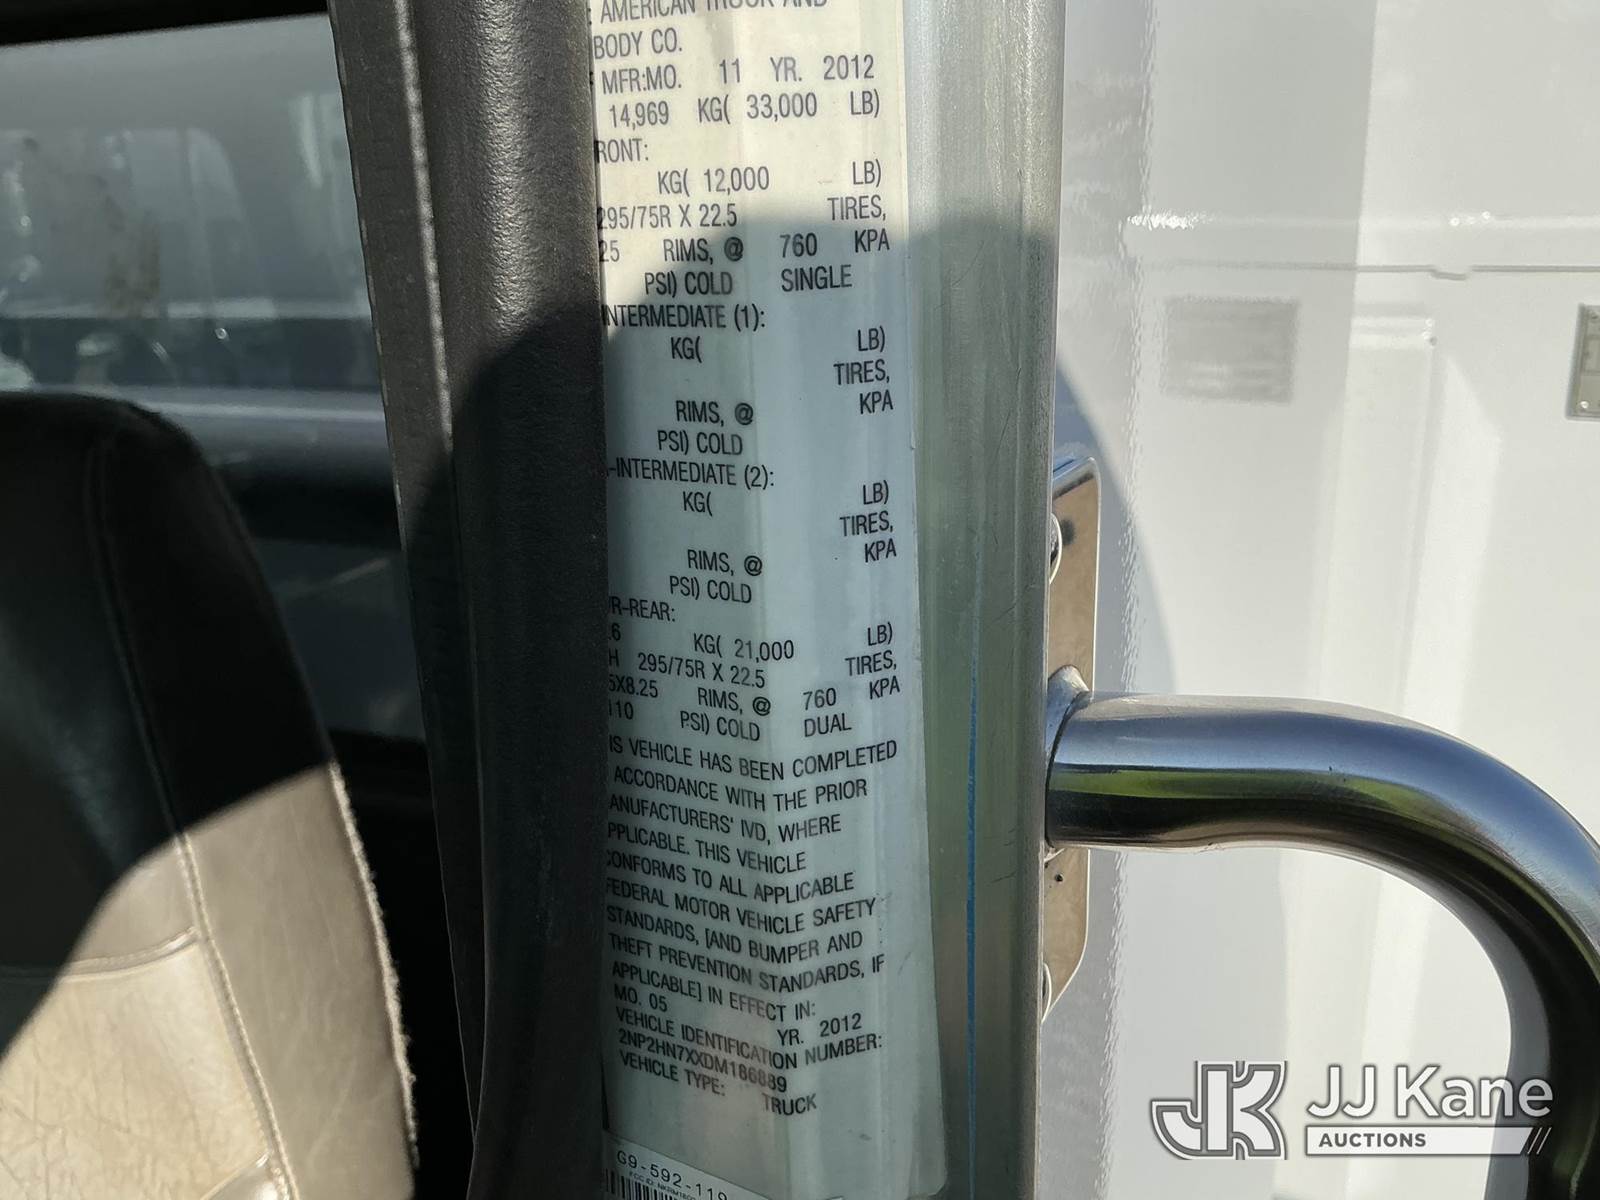 AMERICAN TRUCK AND
BODY CO.
MFR:MO. 11 YR. 2012
14,969 KG( 33,000 LB)
RONT:
KG( 12,000 LB)
295/75R X 22.5 TIRES,
25 RIMS, @ 760 KPA
PSI) COLD SINGLE
INTERMEDIATE (1):
KG( LB)
TIRES,
RIMS, @ KPA
PSI) COLD
-INTERMEDIATE (2):
KG( LB)
TIRES,
RIMS, @ KPA
PSI) COLD
R-REAR:
.6 KG( 21,000 LB)
H 295/75R X 22.5 TIRES,
5X8.25 RIMS, @ 760 KPA
110 PSI) COLD DUAL
IS VEHICLE HAS BEEN COMPLETED
ACCORDANCE WITH THE PRIOR
ANUFACTURERS' IVD, WHERE
PPLICABLE. THIS VEHICLE
CONFORMS TO ALL APPLICABLE
FEDERAL MOTOR VEHICLE SAFETY
STANDARDS, [AND BUMPER AND
THEFT PREVENTION STANDARDS, IF
APPLICABLE] IN EFFECT IN:
MO. 05 YR. 2012
VEHICLE IDENTIFICATION NUMBER:
2NP2HN7XXDM186889
VEHICLE TYPE: TRUCK
G9-592-119
FCC ID:
JK JJ Kane
AUCTIONS